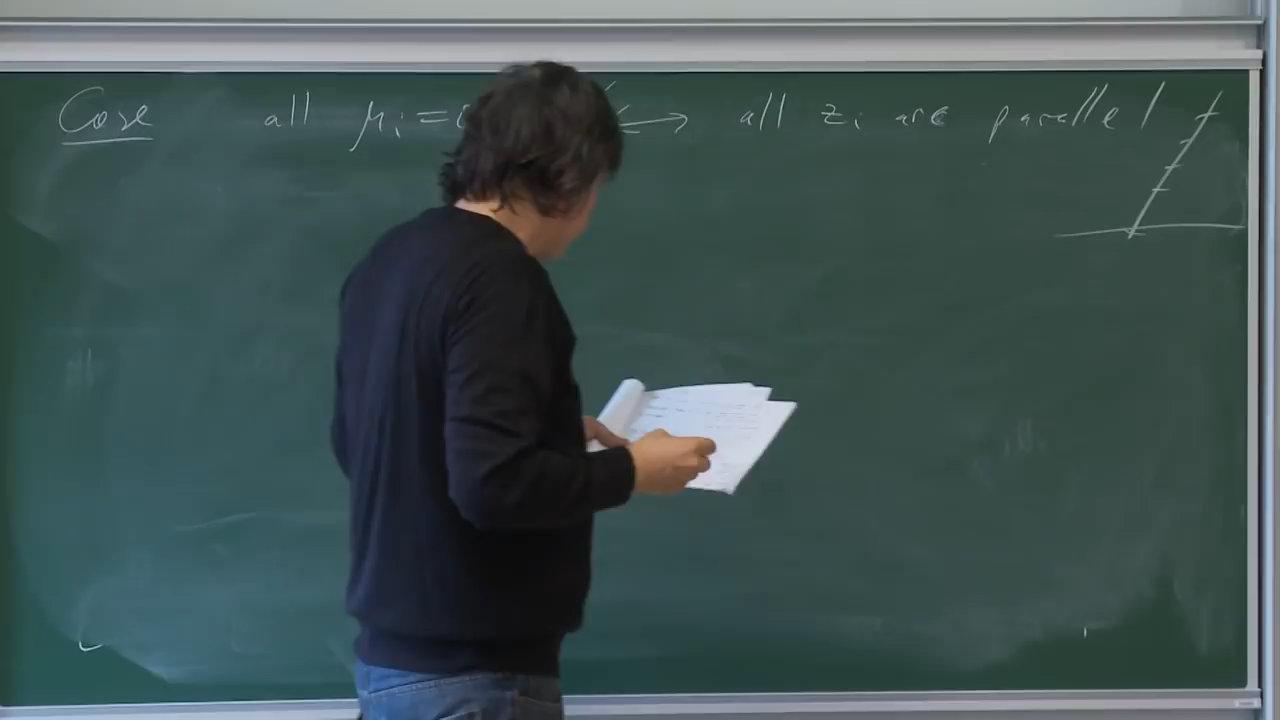 Case all μᵢ = ⟷ all zᵢ are parallel